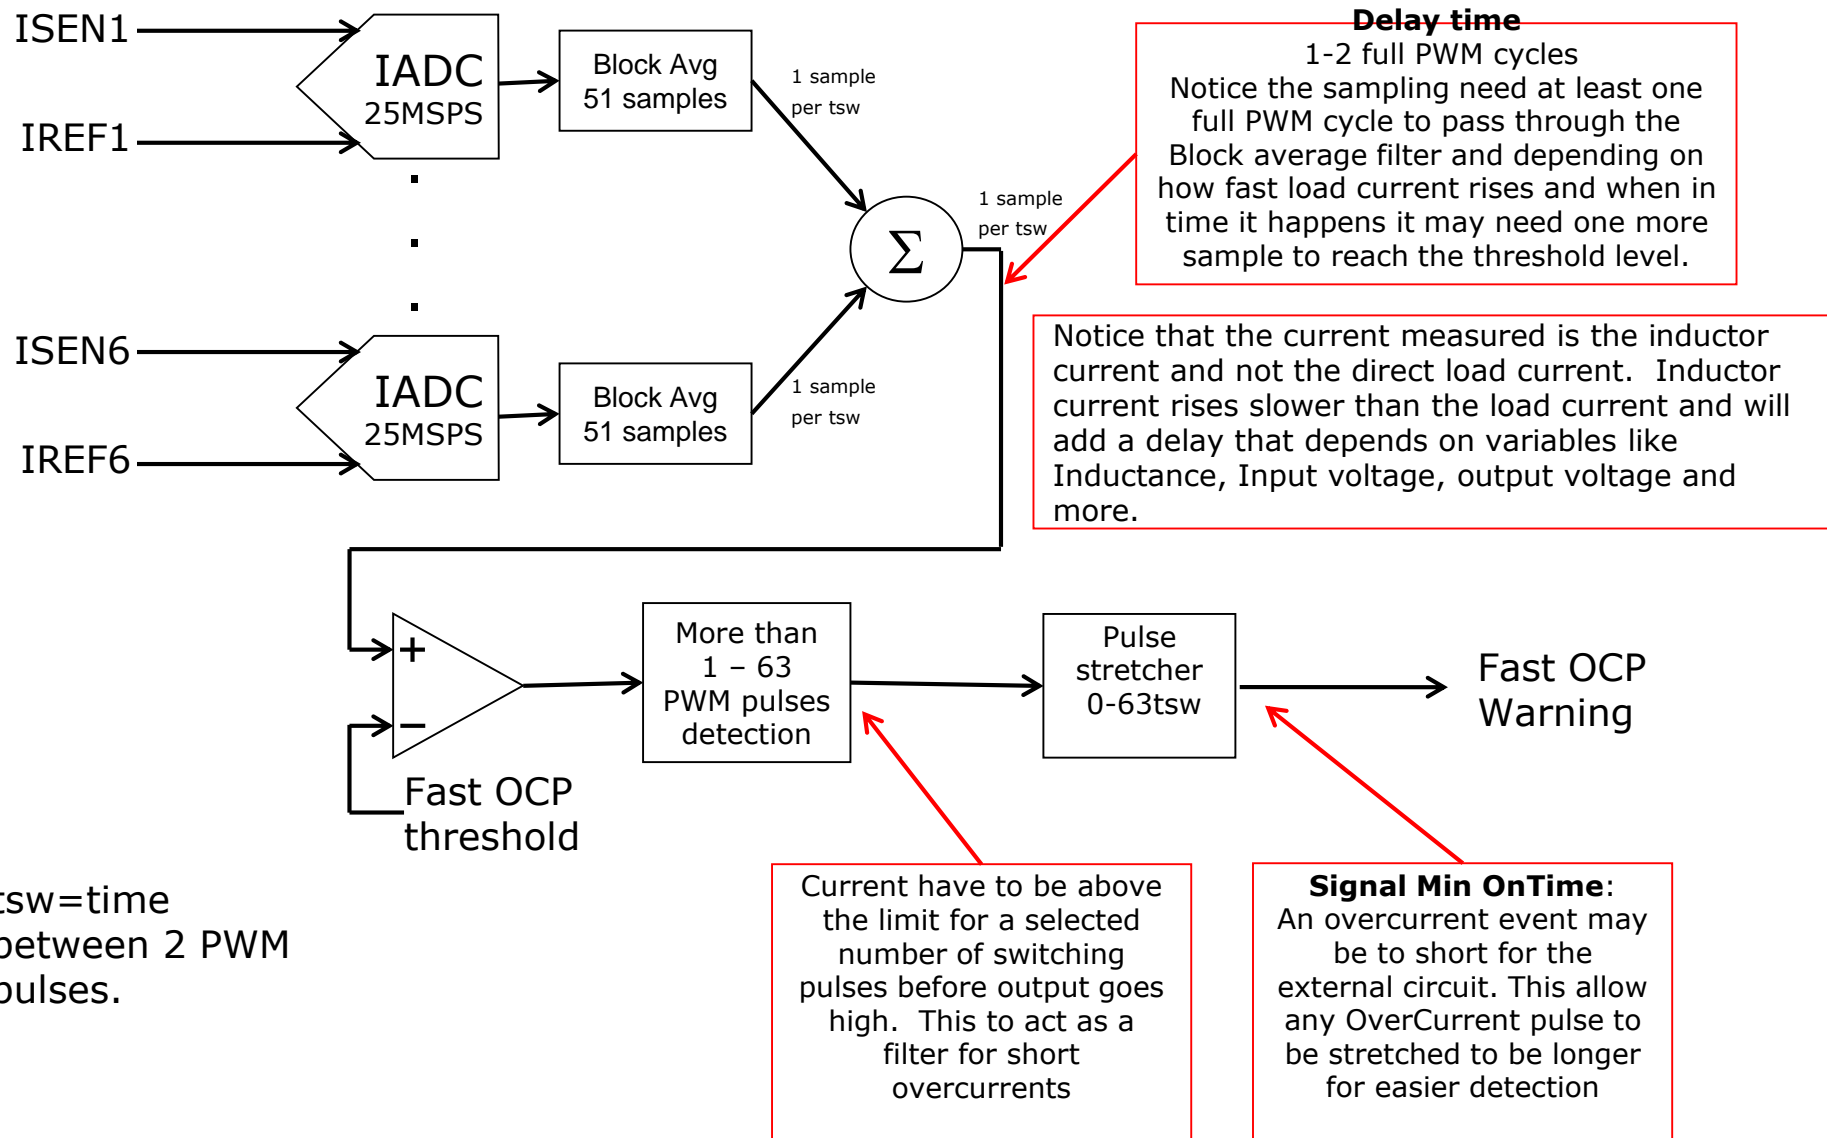 ISEN1
IADC
25MSPS
IREF1
Block Avg
51 samples
1 sample
per tsw
Delay time
1-2 full PWM cycles
Notice the sampling need at least one
full PWM cycle to pass through the
Block average filter and depending on
how fast load current rises and when in
time it happens it may need one more
sample to reach the threshold level.
Σ
1 sample
per tsw
ISEN6
IADC
25MSPS
IREF6
Block Avg
51 samples
1 sample
per tsw
Notice that the current measured is the inductor
current and not the direct load current.  Inductor
current rises slower than the load current and will
add a delay that depends on variables like
Inductance, Input voltage, output voltage and
more.
+
−
Fast OCP
threshold
More than
1 – 63
PWM pulses
detection
Pulse
stretcher
0-63tsw
Fast OCP
Warning
tsw=time
between 2 PWM
pulses.
Current have to be above
the limit for a selected
number of switching
pulses before output goes
high.  This to act as a
filter for short
overcurrents
Signal Min OnTime:
An overcurrent event may
be to short for the
external circuit. This allow
any OverCurrent pulse to
be stretched to be longer
for easier detection